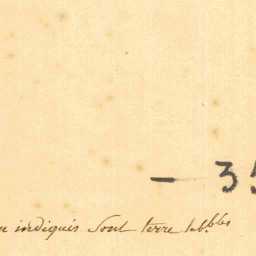 — 35
indiqués sont terre lab.bles